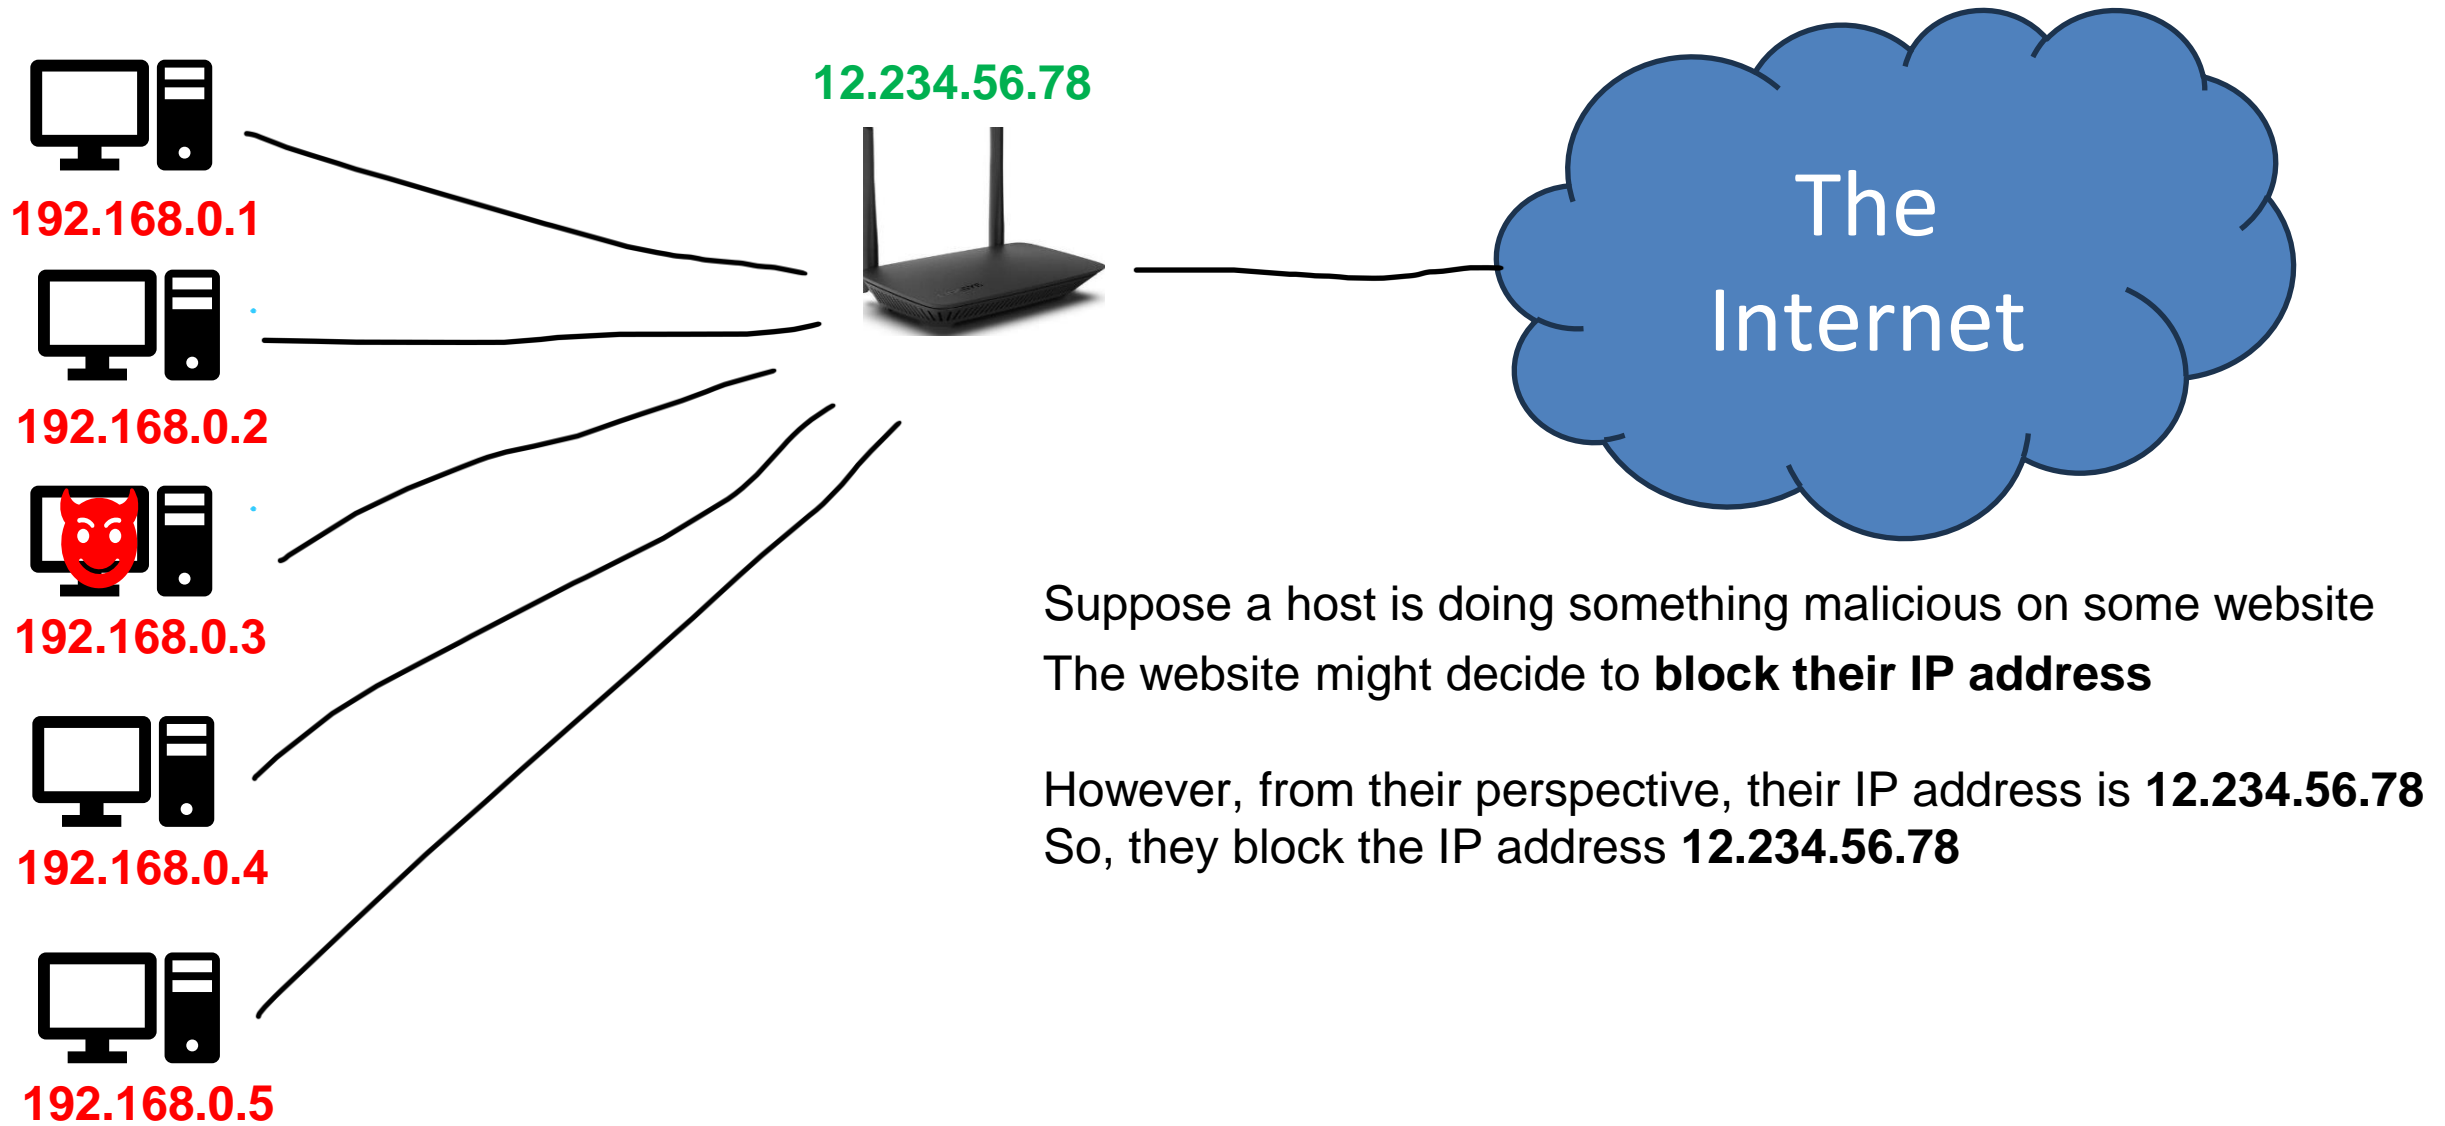 12.234.56.78
192.168.0.1
192.168.0.2
192.168.0.3
192.168.0.4
192.168.0.5
The
Internet
Suppose a host is doing something malicious on some website
The website might decide to block their IP address
However, from their perspective, their IP address is 12.234.56.78
So, they block the IP address 12.234.56.78